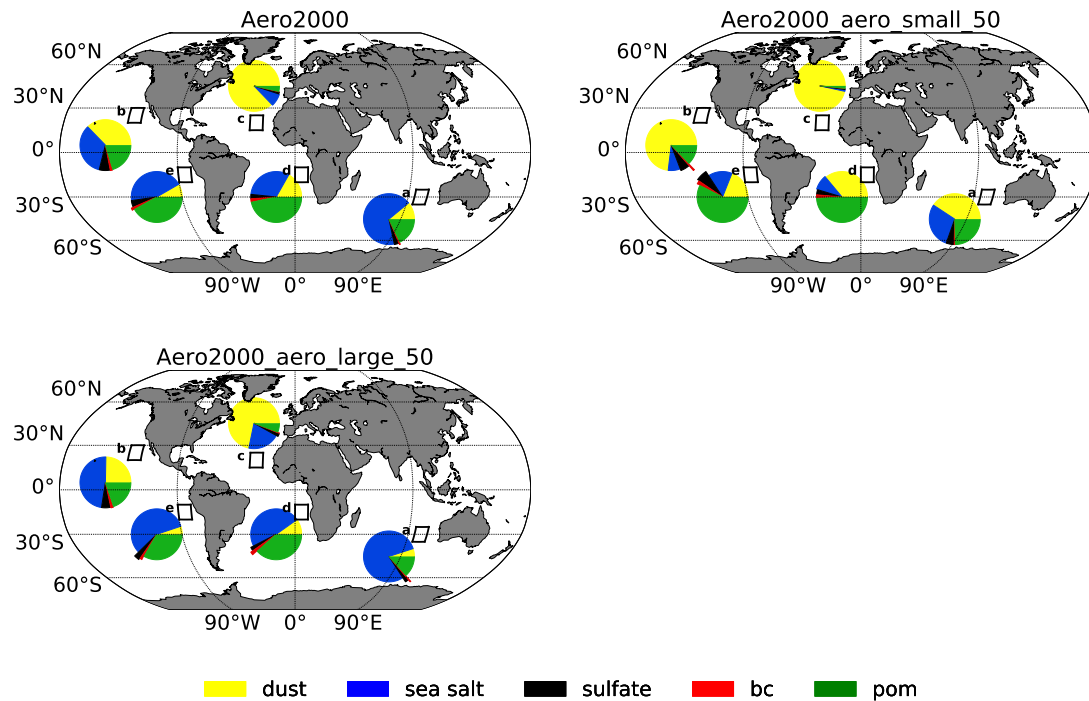 Aero2000
60°N
30°N
0°
30°S
60°S
90°W 0° 90°E
b
c
e
d
a
Aero2000_aero_small_50
60°N
30°N
0°
30°S
60°S
90°W 0° 90°E
b
c
e
d
a
Aero2000_aero_large_50
60°N
30°N
0°
30°S
60°S
90°W 0° 90°E
b
c
e
d
a
dust sea salt sulfate bc pom